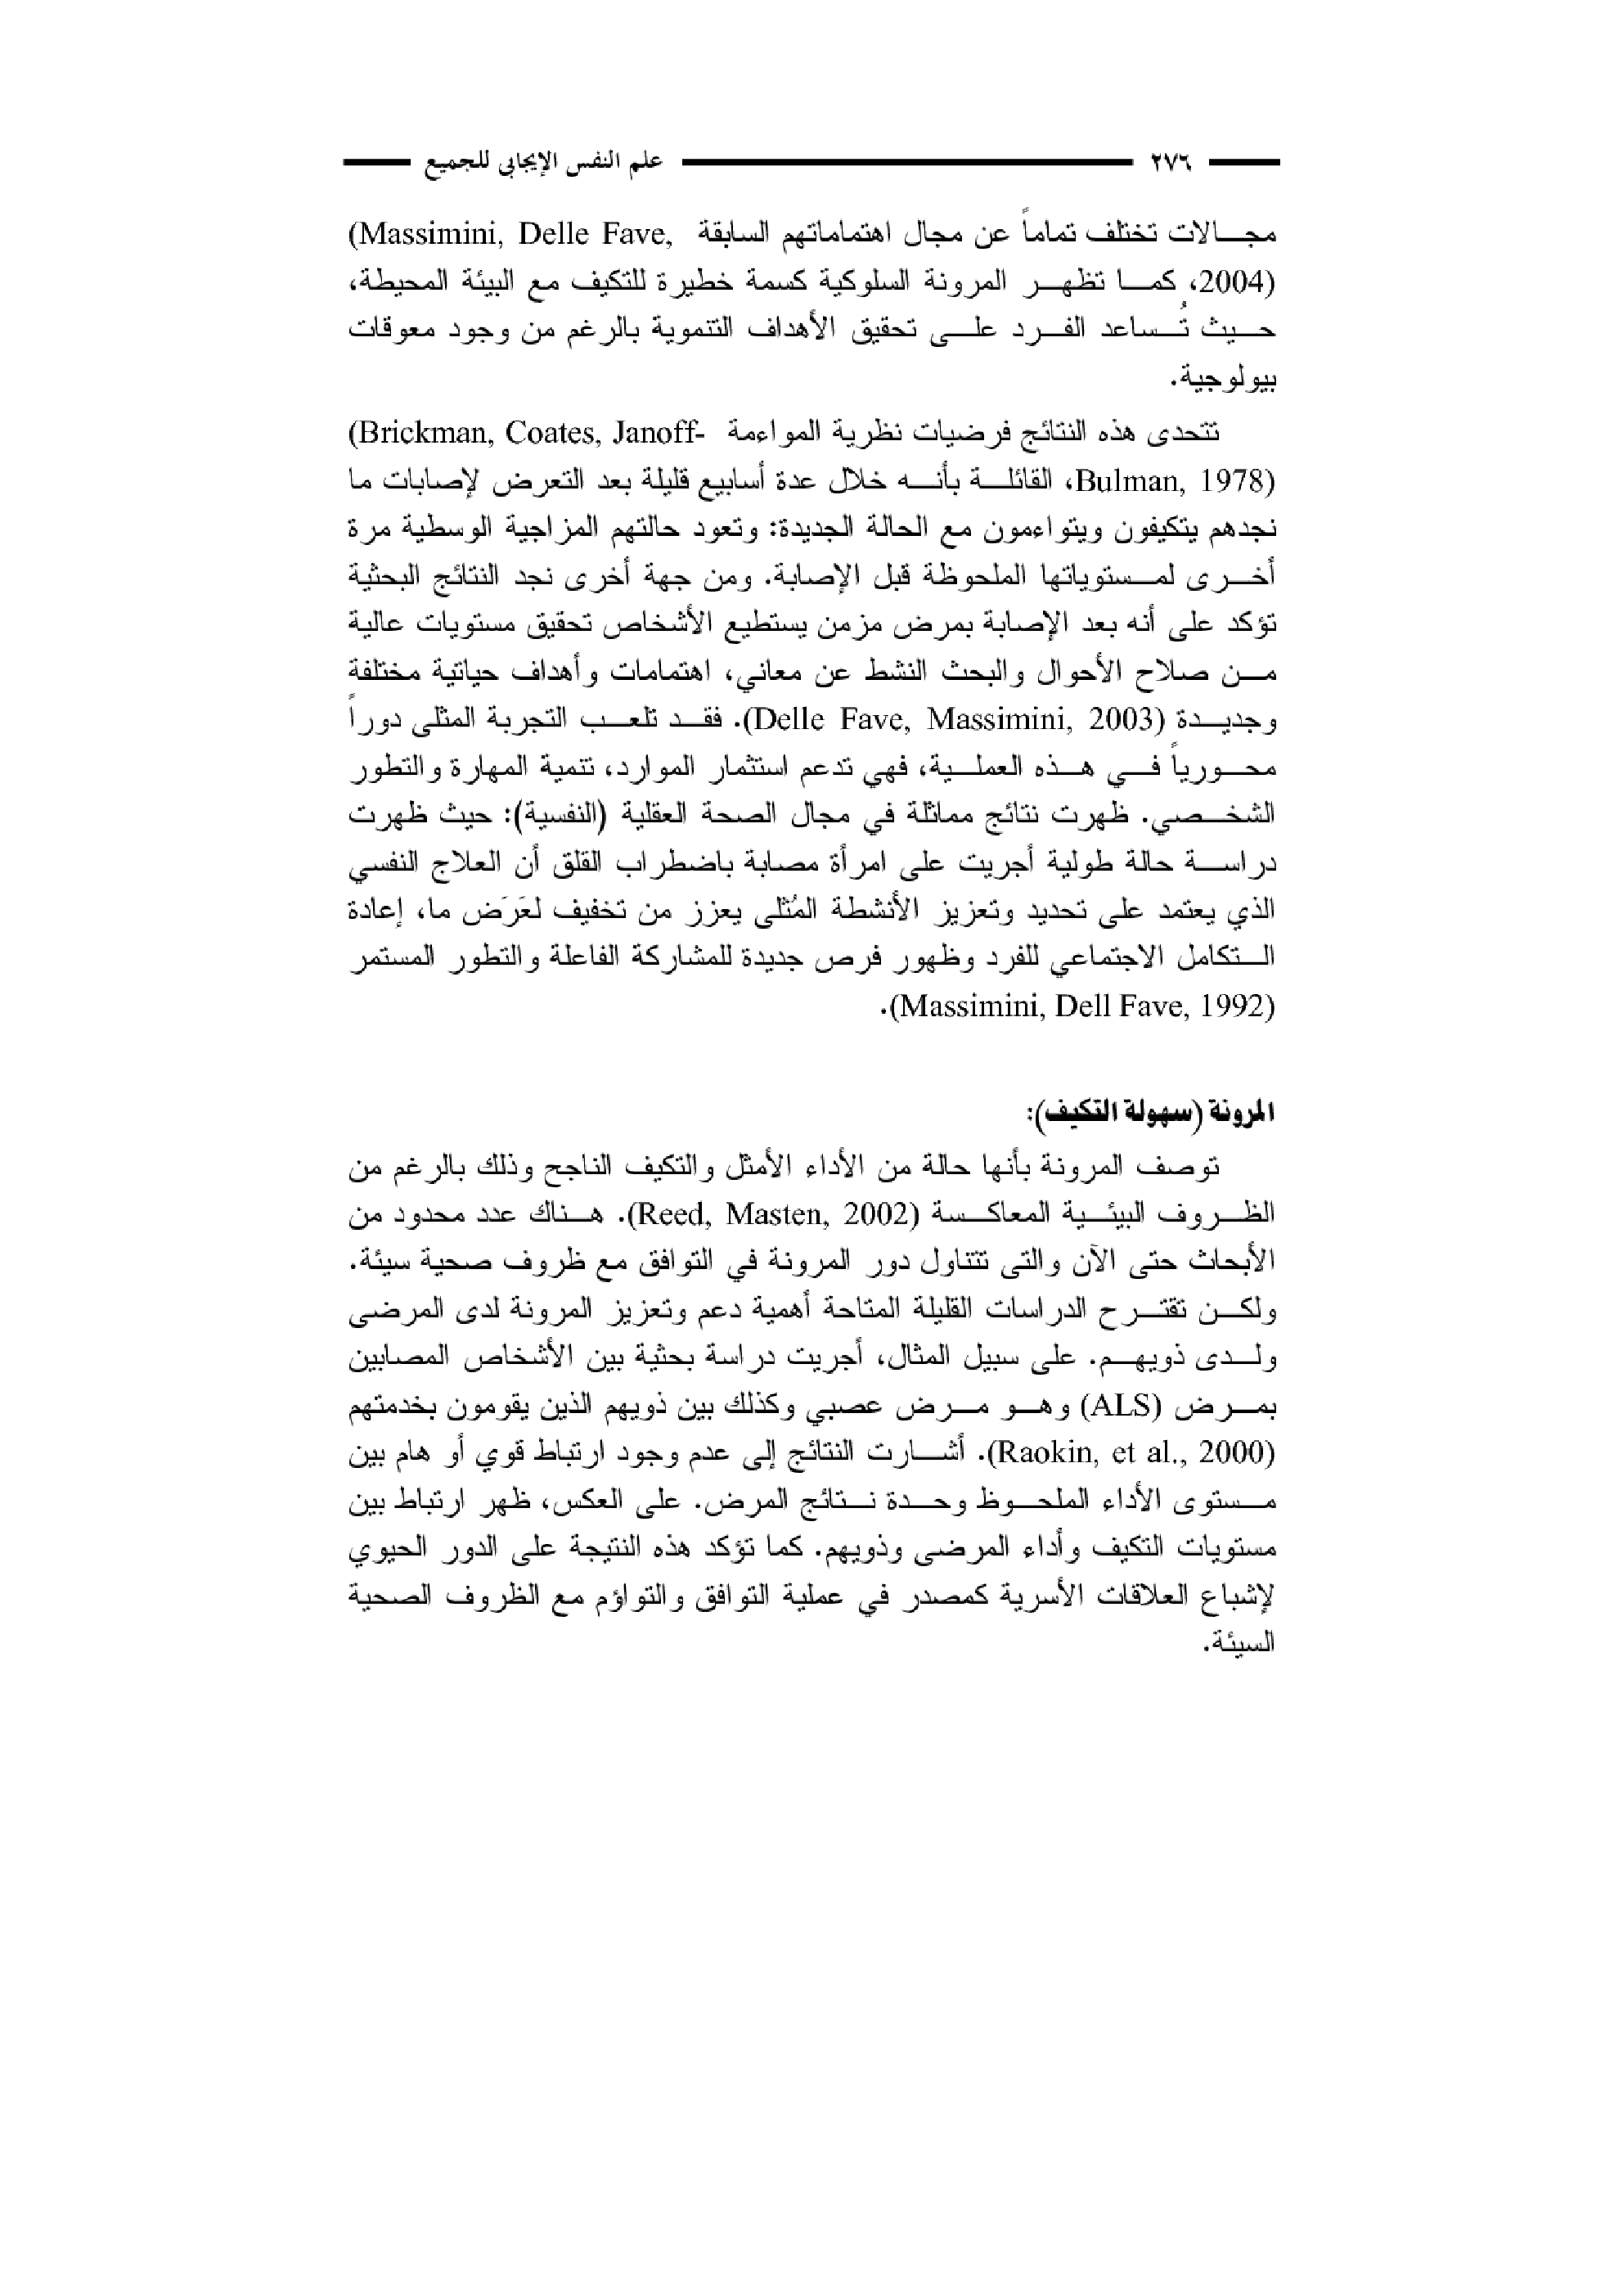 ٢٧٦ علم النفس الإيجابي للجميع
مجالات تختلف تماماً عن مجال اهتماماتهم السابقة (Massimini, Delle Fave,
2004)، كما تظهر المرونة السلوكية كسمة خطيرة للتكيف مع البيئة المحيطة،
حيث تُساعد الفرد على تحقيق الأهداف التنموية بالرغم من وجود معوقات
بيولوجية.
تتحدى هذه النتائج فرضيات نظرية المواءمة (Brickman, Coates, Janoff-
Bulman, 1978)، القائلة بأنه خلال عدة أسابيع قليلة بعد التعرض لإصابات ما
نجدهم يتكيفون ويتواءمون مع الحالة الجديدة: وتعود حالتهم المزاجية الوسطية مرة
أخرى لمستوياتها الملحوظة قبل الإصابة. ومن جهة أخرى نجد النتائج البحثية
تؤكد على أنه بعد الإصابة بمرض مزمن يستطيع الأشخاص تحقيق مستويات عالية
من صلاح الأحوال والبحث النشط عن معاني، اهتمامات وأهداف حياتية مختلفة
وجديدة (Delle Fave, Massimini, 2003). فقد تلعب التجربة المثلى دوراً
محورياً في هذه العملية، فهي تدعم استثمار الموارد، تنمية المهارة والتطور
الشخصي. ظهرت نتائج مماثلة في مجال الصحة العقلية (النفسية): حيث ظهرت
دراسة حالة طولية أجريت على امرأة مصابة باضطراب القلق أن العلاج النفسي
الذي يعتمد على تحديد وتعزيز الأنشطة المُثلى يعزز من تخفيف لعَرَض ما، إعادة
التكامل الاجتماعي للفرد وظهور فرص جديدة للمشاركة الفاعلة والتطور المستمر
(Massimini, Dell Fave, 1992).
المرونة (سهولة التكيف):
توصف المرونة بأنها حالة من الأداء الأمثل والتكيف الناجح وذلك بالرغم من
الظروف البيئية المعاكسة (Reed, Masten, 2002). هناك عدد محدود من
الأبحاث حتى الآن والتى تتناول دور المرونة في التوافق مع ظروف صحية سيئة.
ولكن تقترح الدراسات القليلة المتاحة أهمية دعم وتعزيز المرونة لدى المرضى
ولدى ذويهم. على سبيل المثال، أجريت دراسة بحثية بين الأشخاص المصابين
بمرض (ALS) وهو مرض عصبي وكذلك بين ذويهم الذين يقومون بخدمتهم
(Raokin, et al., 2000). أشارت النتائج إلى عدم وجود ارتباط قوي أو هام بين
مستوى الأداء الملحوظ وحدة نتائج المرض. على العكس، ظهر ارتباط بين
مستويات التكيف وأداء المرضى وذويهم. كما تؤكد هذه النتيجة على الدور الحيوي
لإشباع العلاقات الأسرية كمصدر في عملية التوافق والتواؤم مع الظروف الصحية
السيئة.